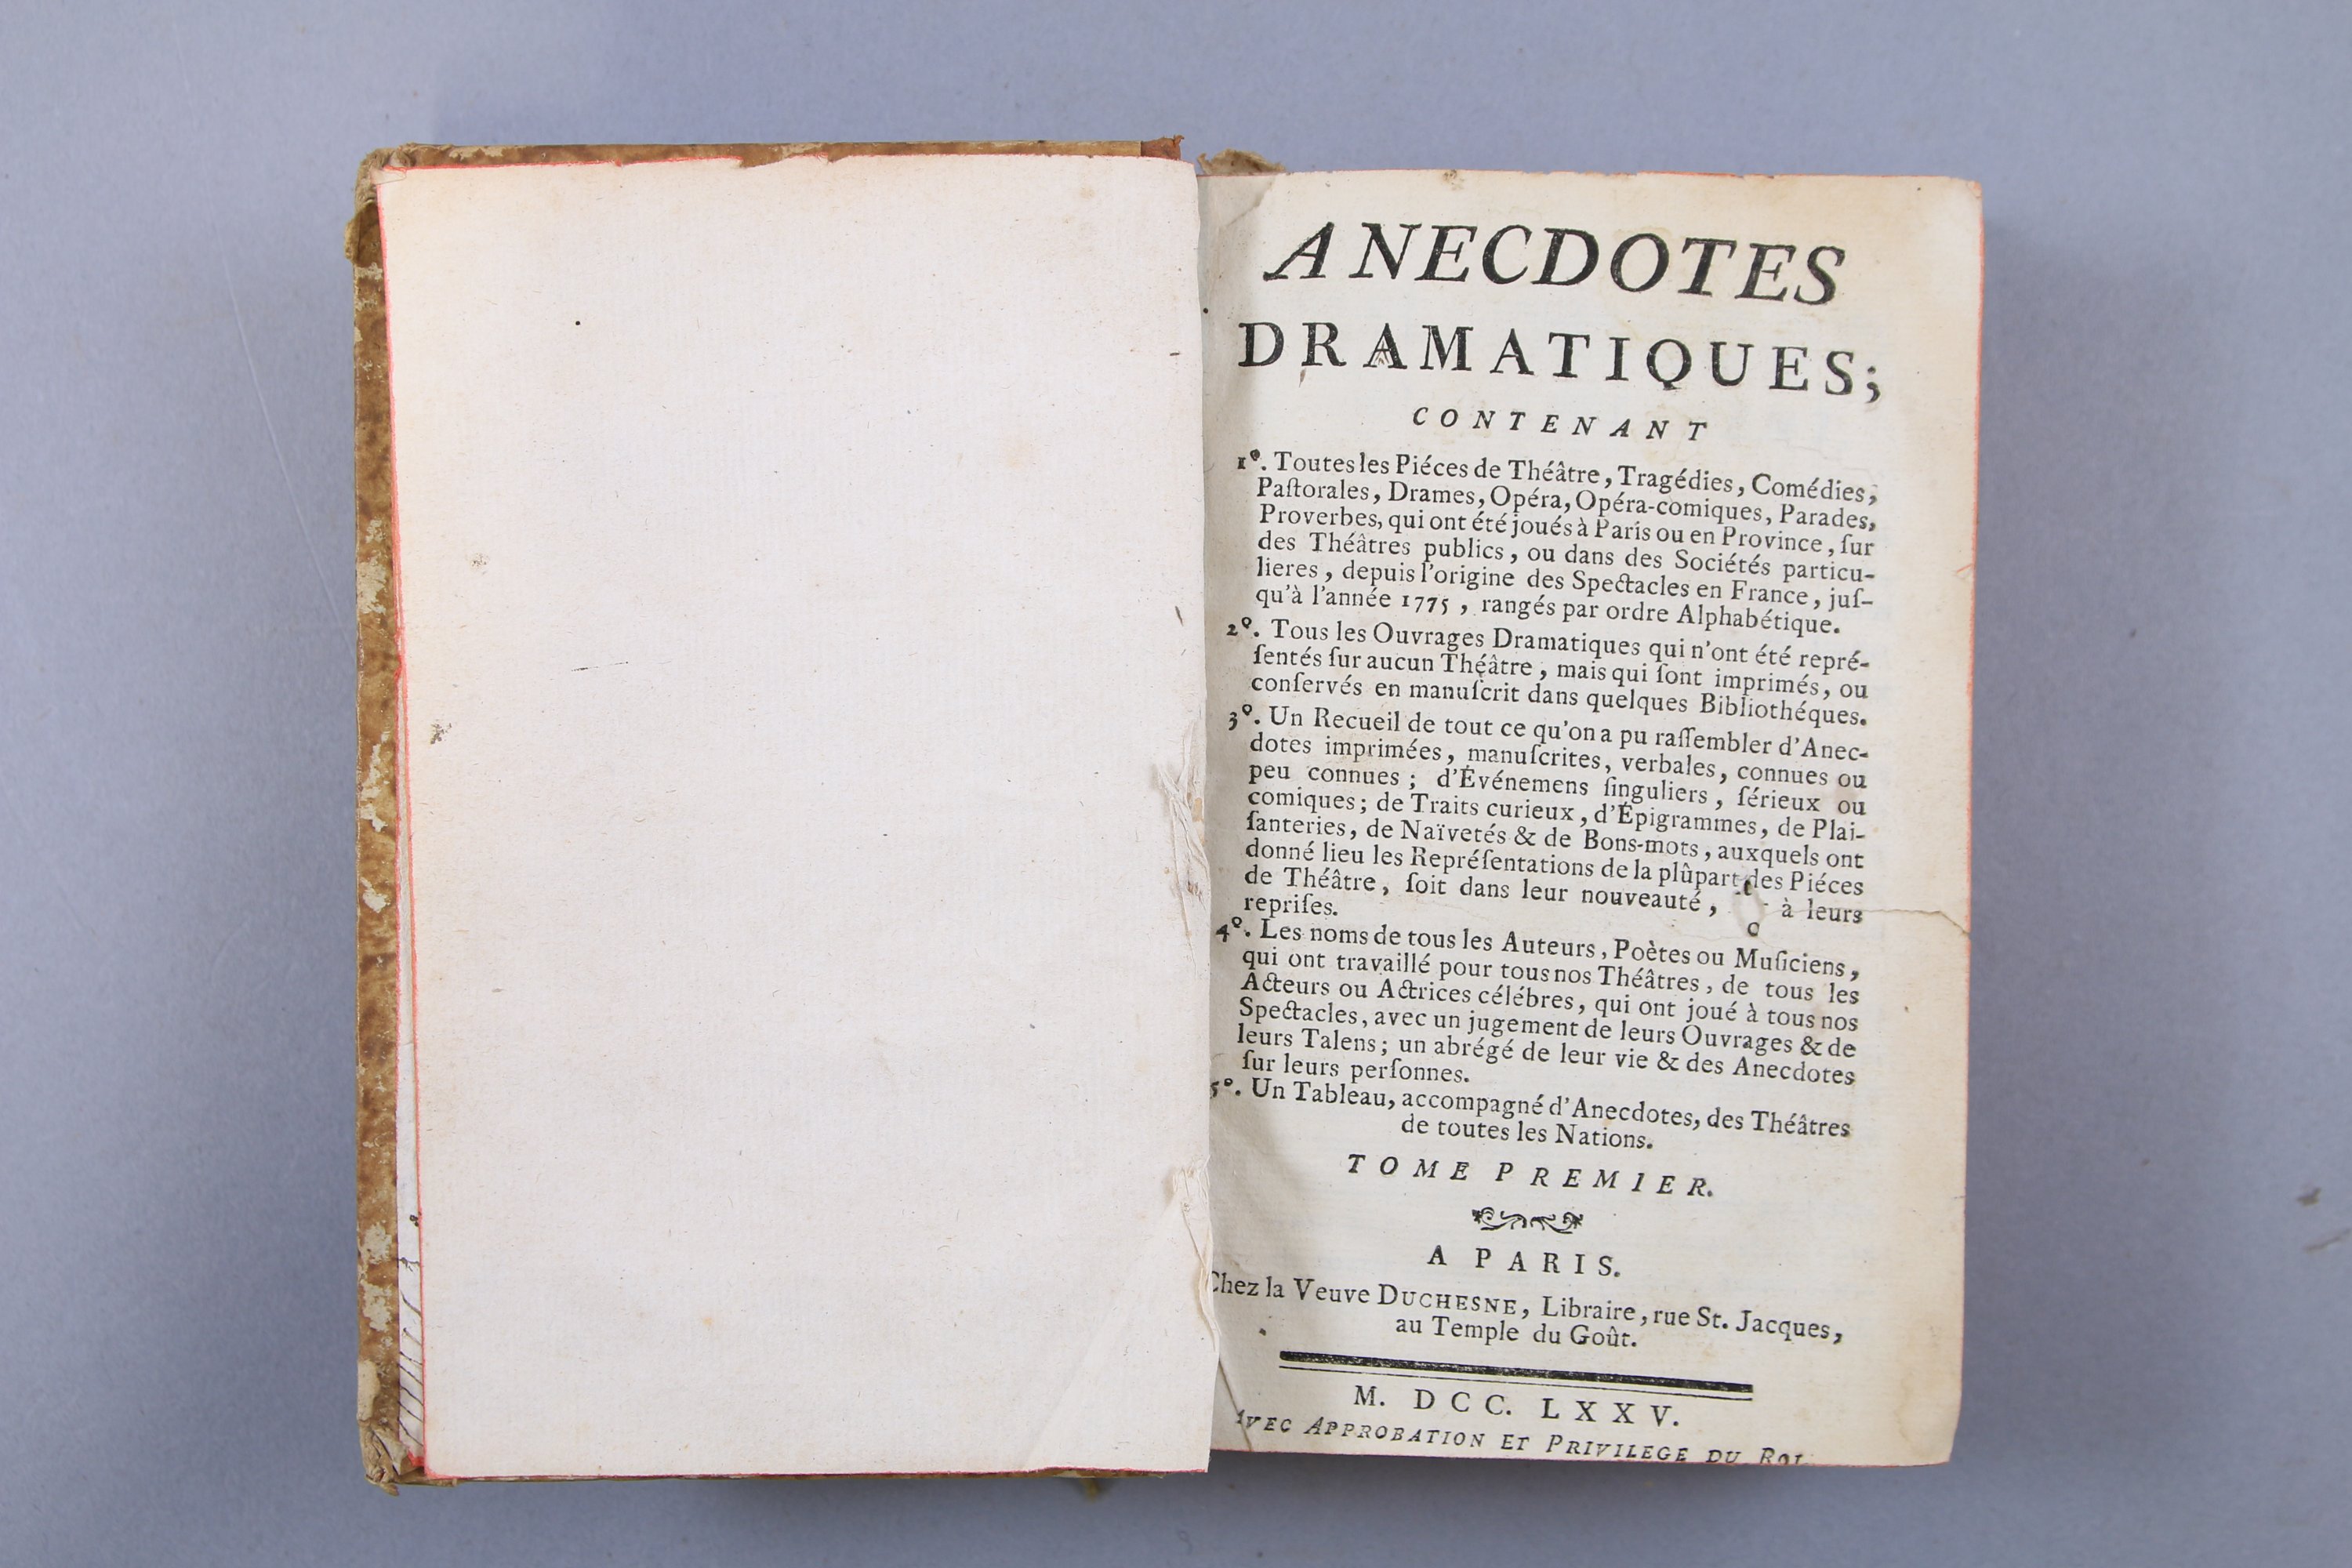 ANECDOTES
DRAMATIQUES;
CONTENANT
1º. Toutes les Piéces de Théâtre, Tragédies, Comédies,
Paſtorales, Drames, Opéra, Opéra-comiques, Parades,
Proverbes, qui ont été joués à Paris ou en Province, ſur
des Théâtres publics, ou dans des Sociétés particu-
lieres, depuis l'origine des Spectacles en France, juſ-
qu'à l'année 1775, rangés par ordre Alphabétique.
2º. Tous les Ouvrages Dramatiques qui n'ont été repré-
ſentés ſur aucun Théâtre, mais qui ſont imprimés, ou
conſervés en manuſcrit dans quelques Bibliothéques.
3º. Un Recueil de tout ce qu'on a pu raſſembler d'Anec-
dotes imprimées, manuſcrites, verbales, connues ou
peu connues; d'Événemens ſinguliers, ſérieux ou
comiques; de Traits curieux, d'Épigrammes, de Plai-
ſanteries, de Naïvetés & de Bons-mots, auxquels ont
donné lieu les Repréſentations de la plûpart des Piéces
de Théâtre, ſoit dans leur nouveauté, à leurs
repriſes.
4º. Les noms de tous les Auteurs, Poètes ou Muſiciens,
qui ont travaillé pour tous nos Théâtres, de tous les
Acteurs ou Actrices célébres, qui ont joué à tous nos
Spectacles, avec un jugement de leurs Ouvrages & de
leurs Talens; un abrégé de leur vie & des Anecdotes
ſur leurs perſonnes.
5º. Un Tableau, accompagné d'Anecdotes, des Théâtres
de toutes les Nations.
TOME PREMIER.
A PARIS.
Chez la Veuve DUCHESNE, Libraire, rue St. Jacques,
au Temple du Goût.
M. DCC. LXXV.
AVEC APPROBATION ET PRIVILEGE DU ROI.